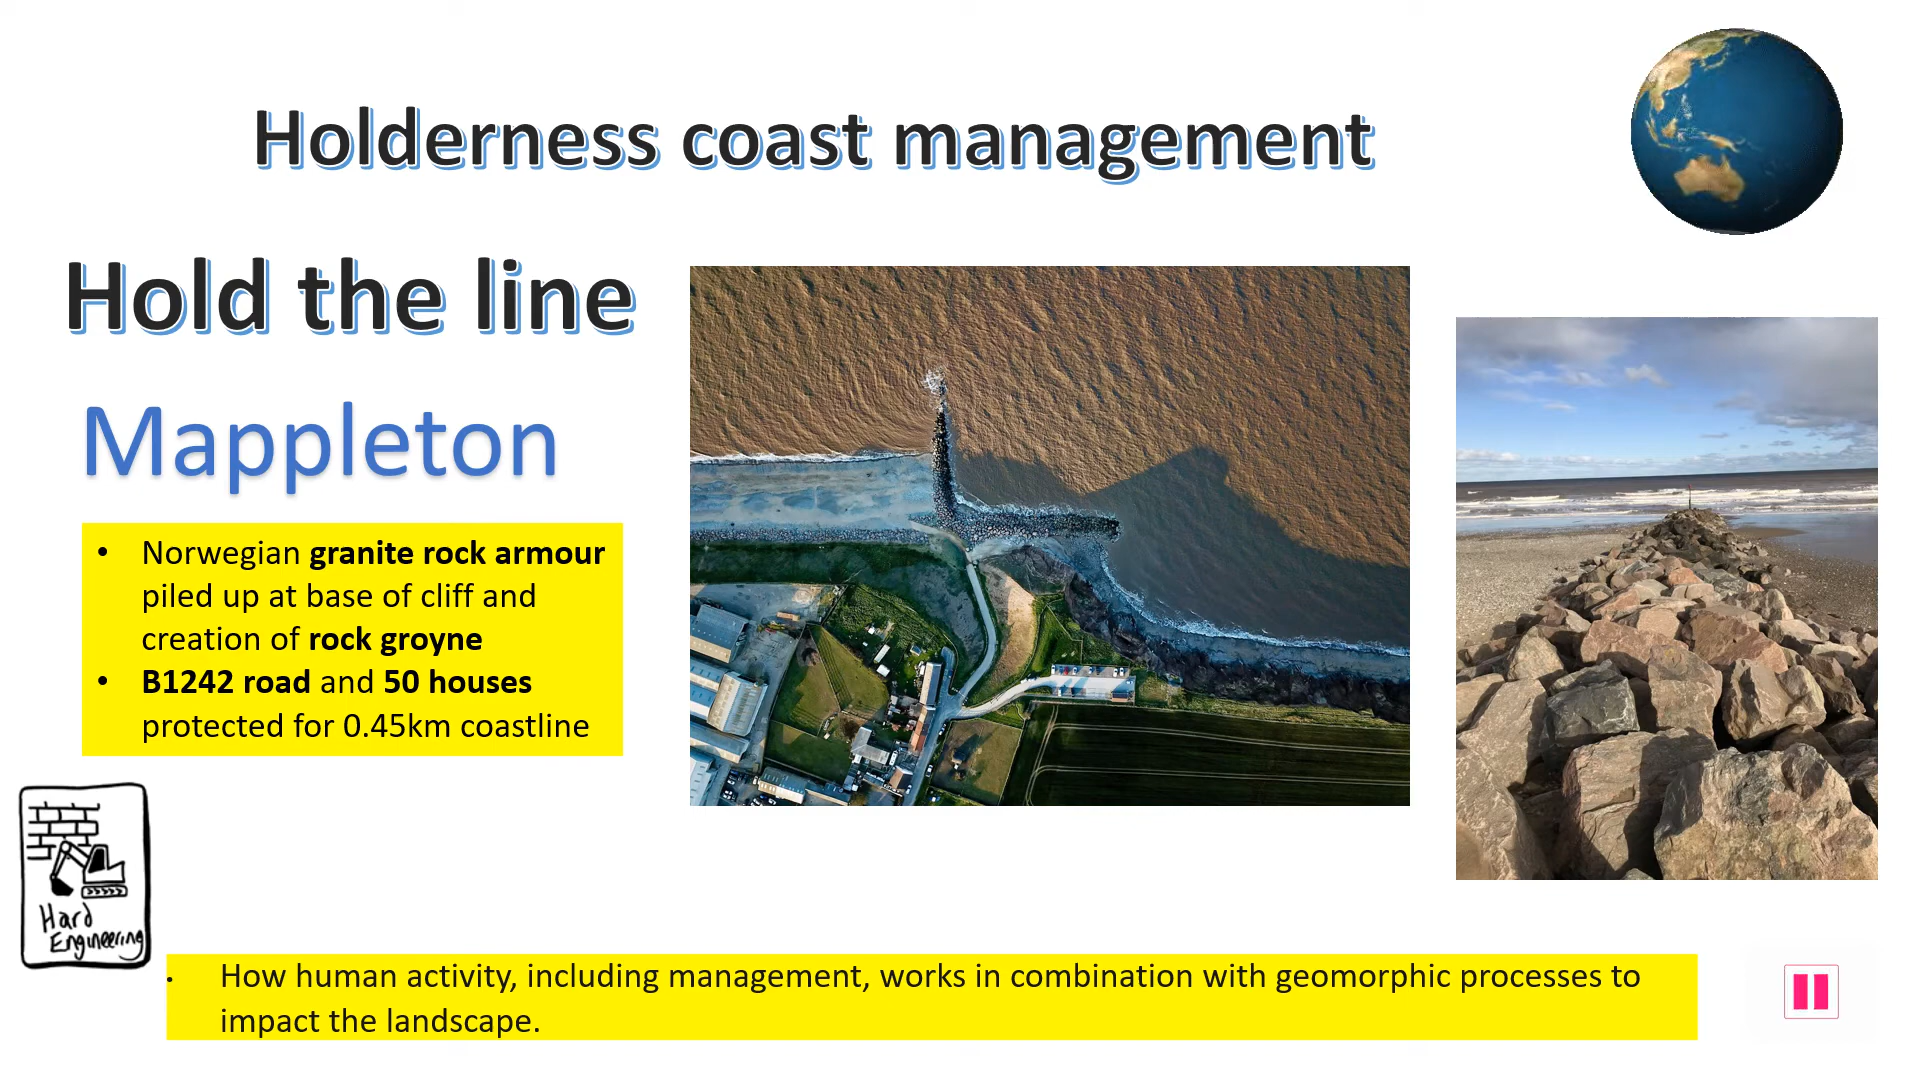 Holderness coast management
Hold the line
Mappleton
• Norwegian granite rock armour
piled up at base of cliff and
creation of rock groyne
• B1242 road and 50 houses
protected for 0.45km coastline
Hard
Engineering
• How human activity, including management, works in combination with geomorphic processes to
impact the landscape.